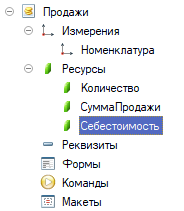 Продажи
Измерения
Номенклатура
Ресурсы
Количество
СуммаПродажи
Себестоимость
Реквизиты
Формы
Команды
Макеты